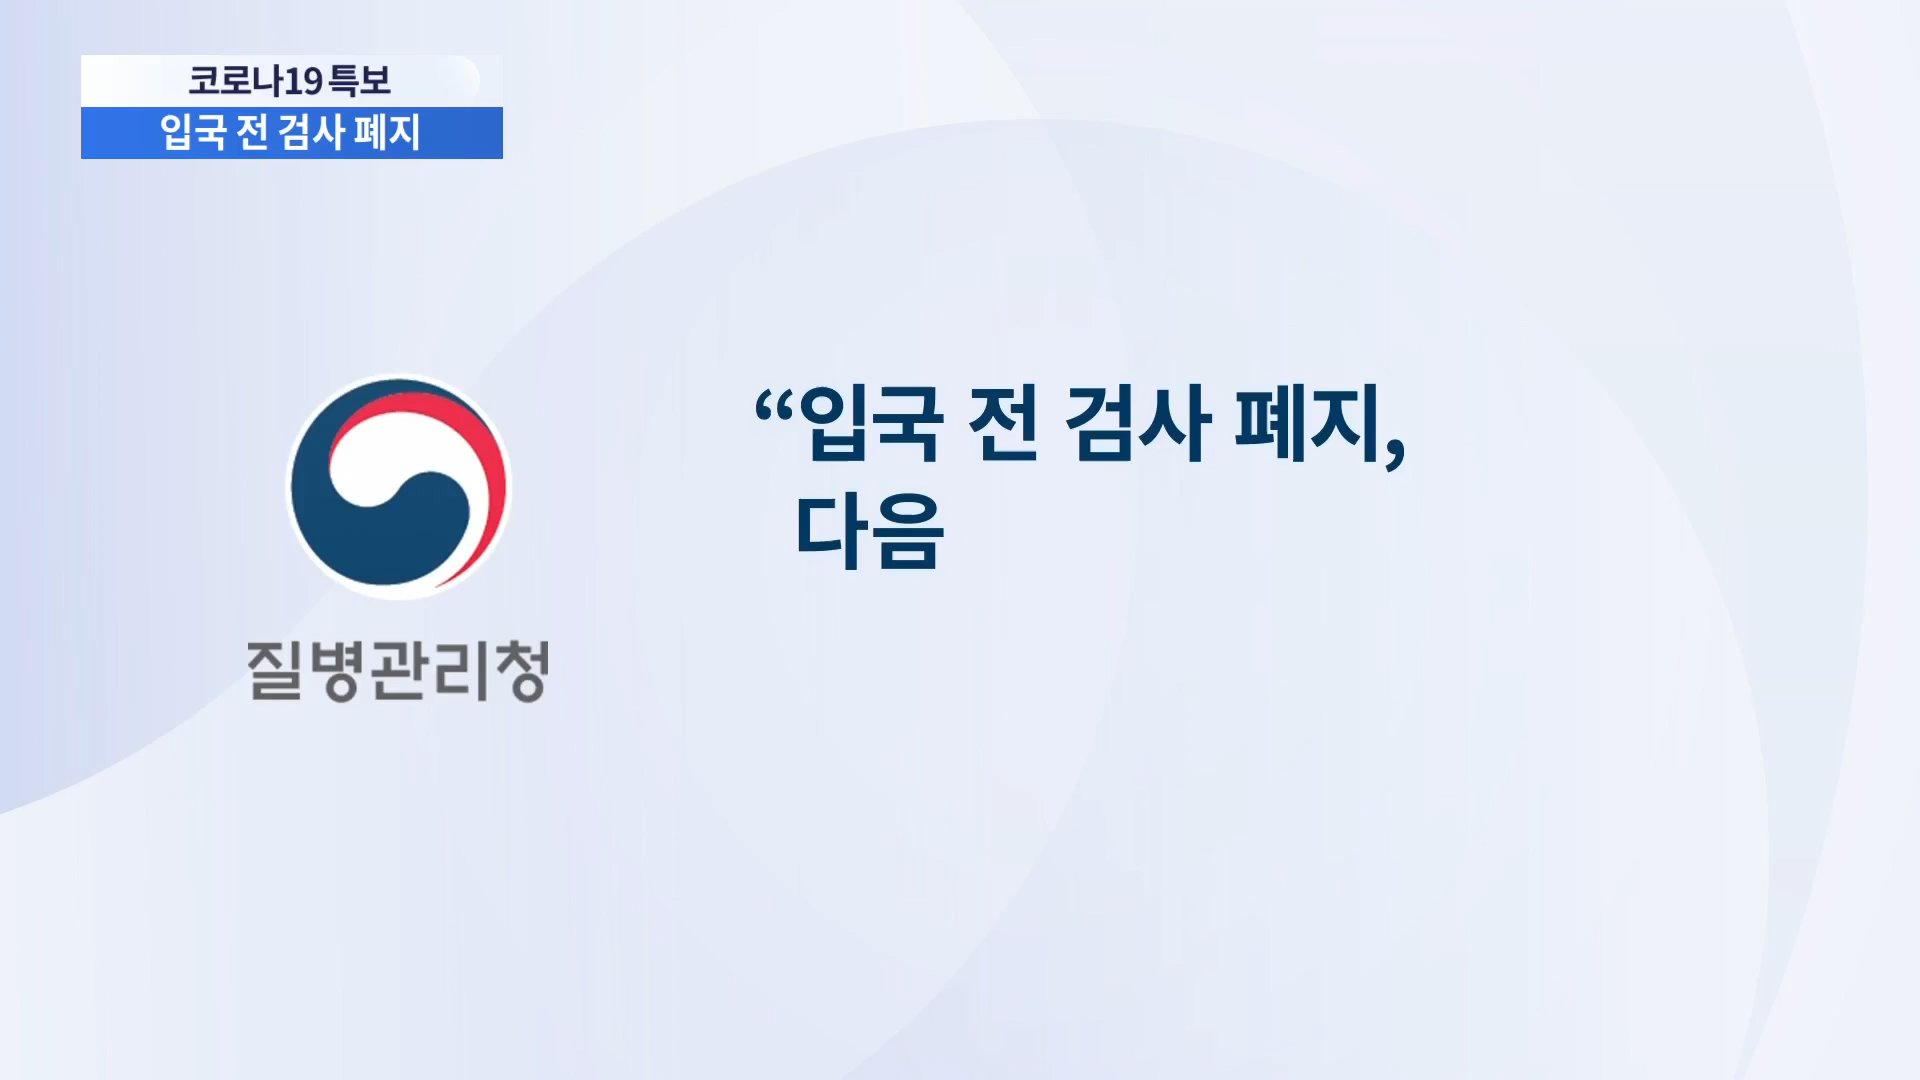 코로나19 특보
입국 전 검사 폐지
“입국 전 검사 폐지,
다음
질병관리청